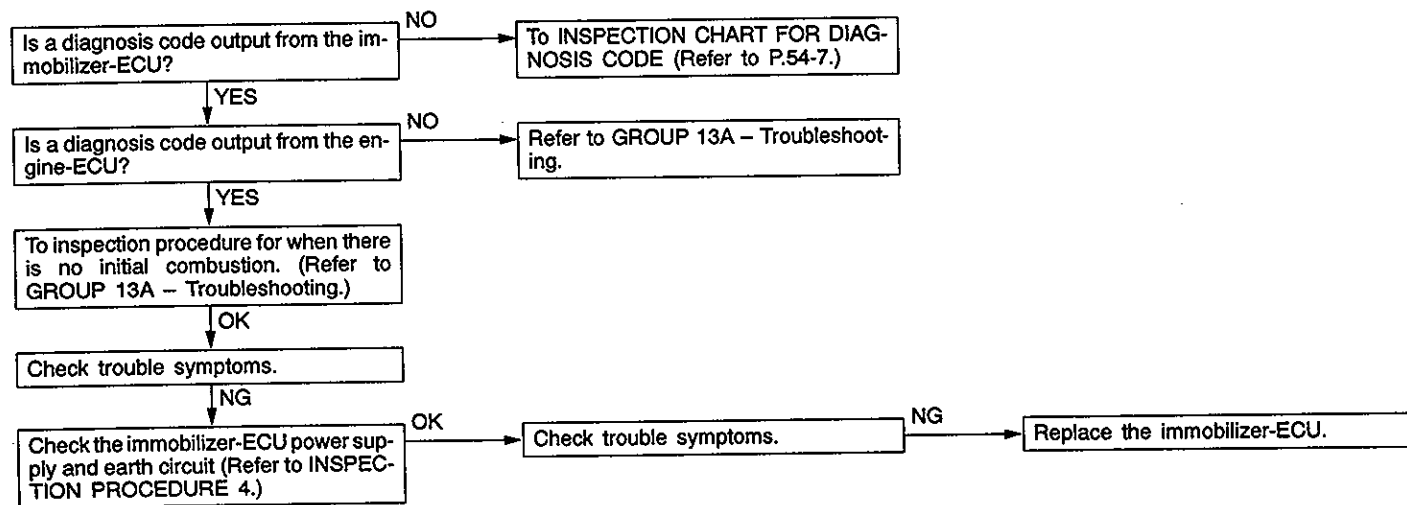 Is a diagnosis code output from the im-
mobilizer-ECU?
NO
To INSPECTION CHART FOR DIAG-
NOSIS CODE (Refer to P.54-7.)
YES
Is a diagnosis code output from the en-
gine-ECU?
NO
Refer to GROUP 13A – Troubleshoot-
ing.
YES
To inspection procedure for when there
is no initial combustion. (Refer to
GROUP 13A – Troubleshooting.)
OK
Check trouble symptoms.
NG
Check the immobilizer-ECU power sup-
ply and earth circuit (Refer to INSPEC-
TION PROCEDURE 4.)
OK
Check trouble symptoms.
NG
Replace the immobilizer-ECU.